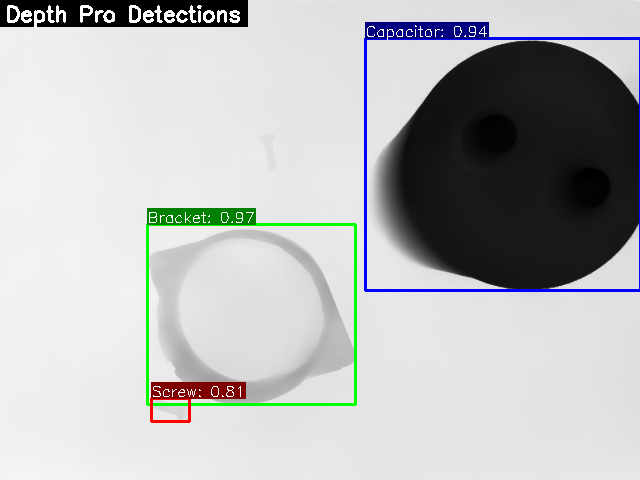 Depth Pro Detections
Capacitor: 0.94
Bracket: 0.97
Screw: 0.81